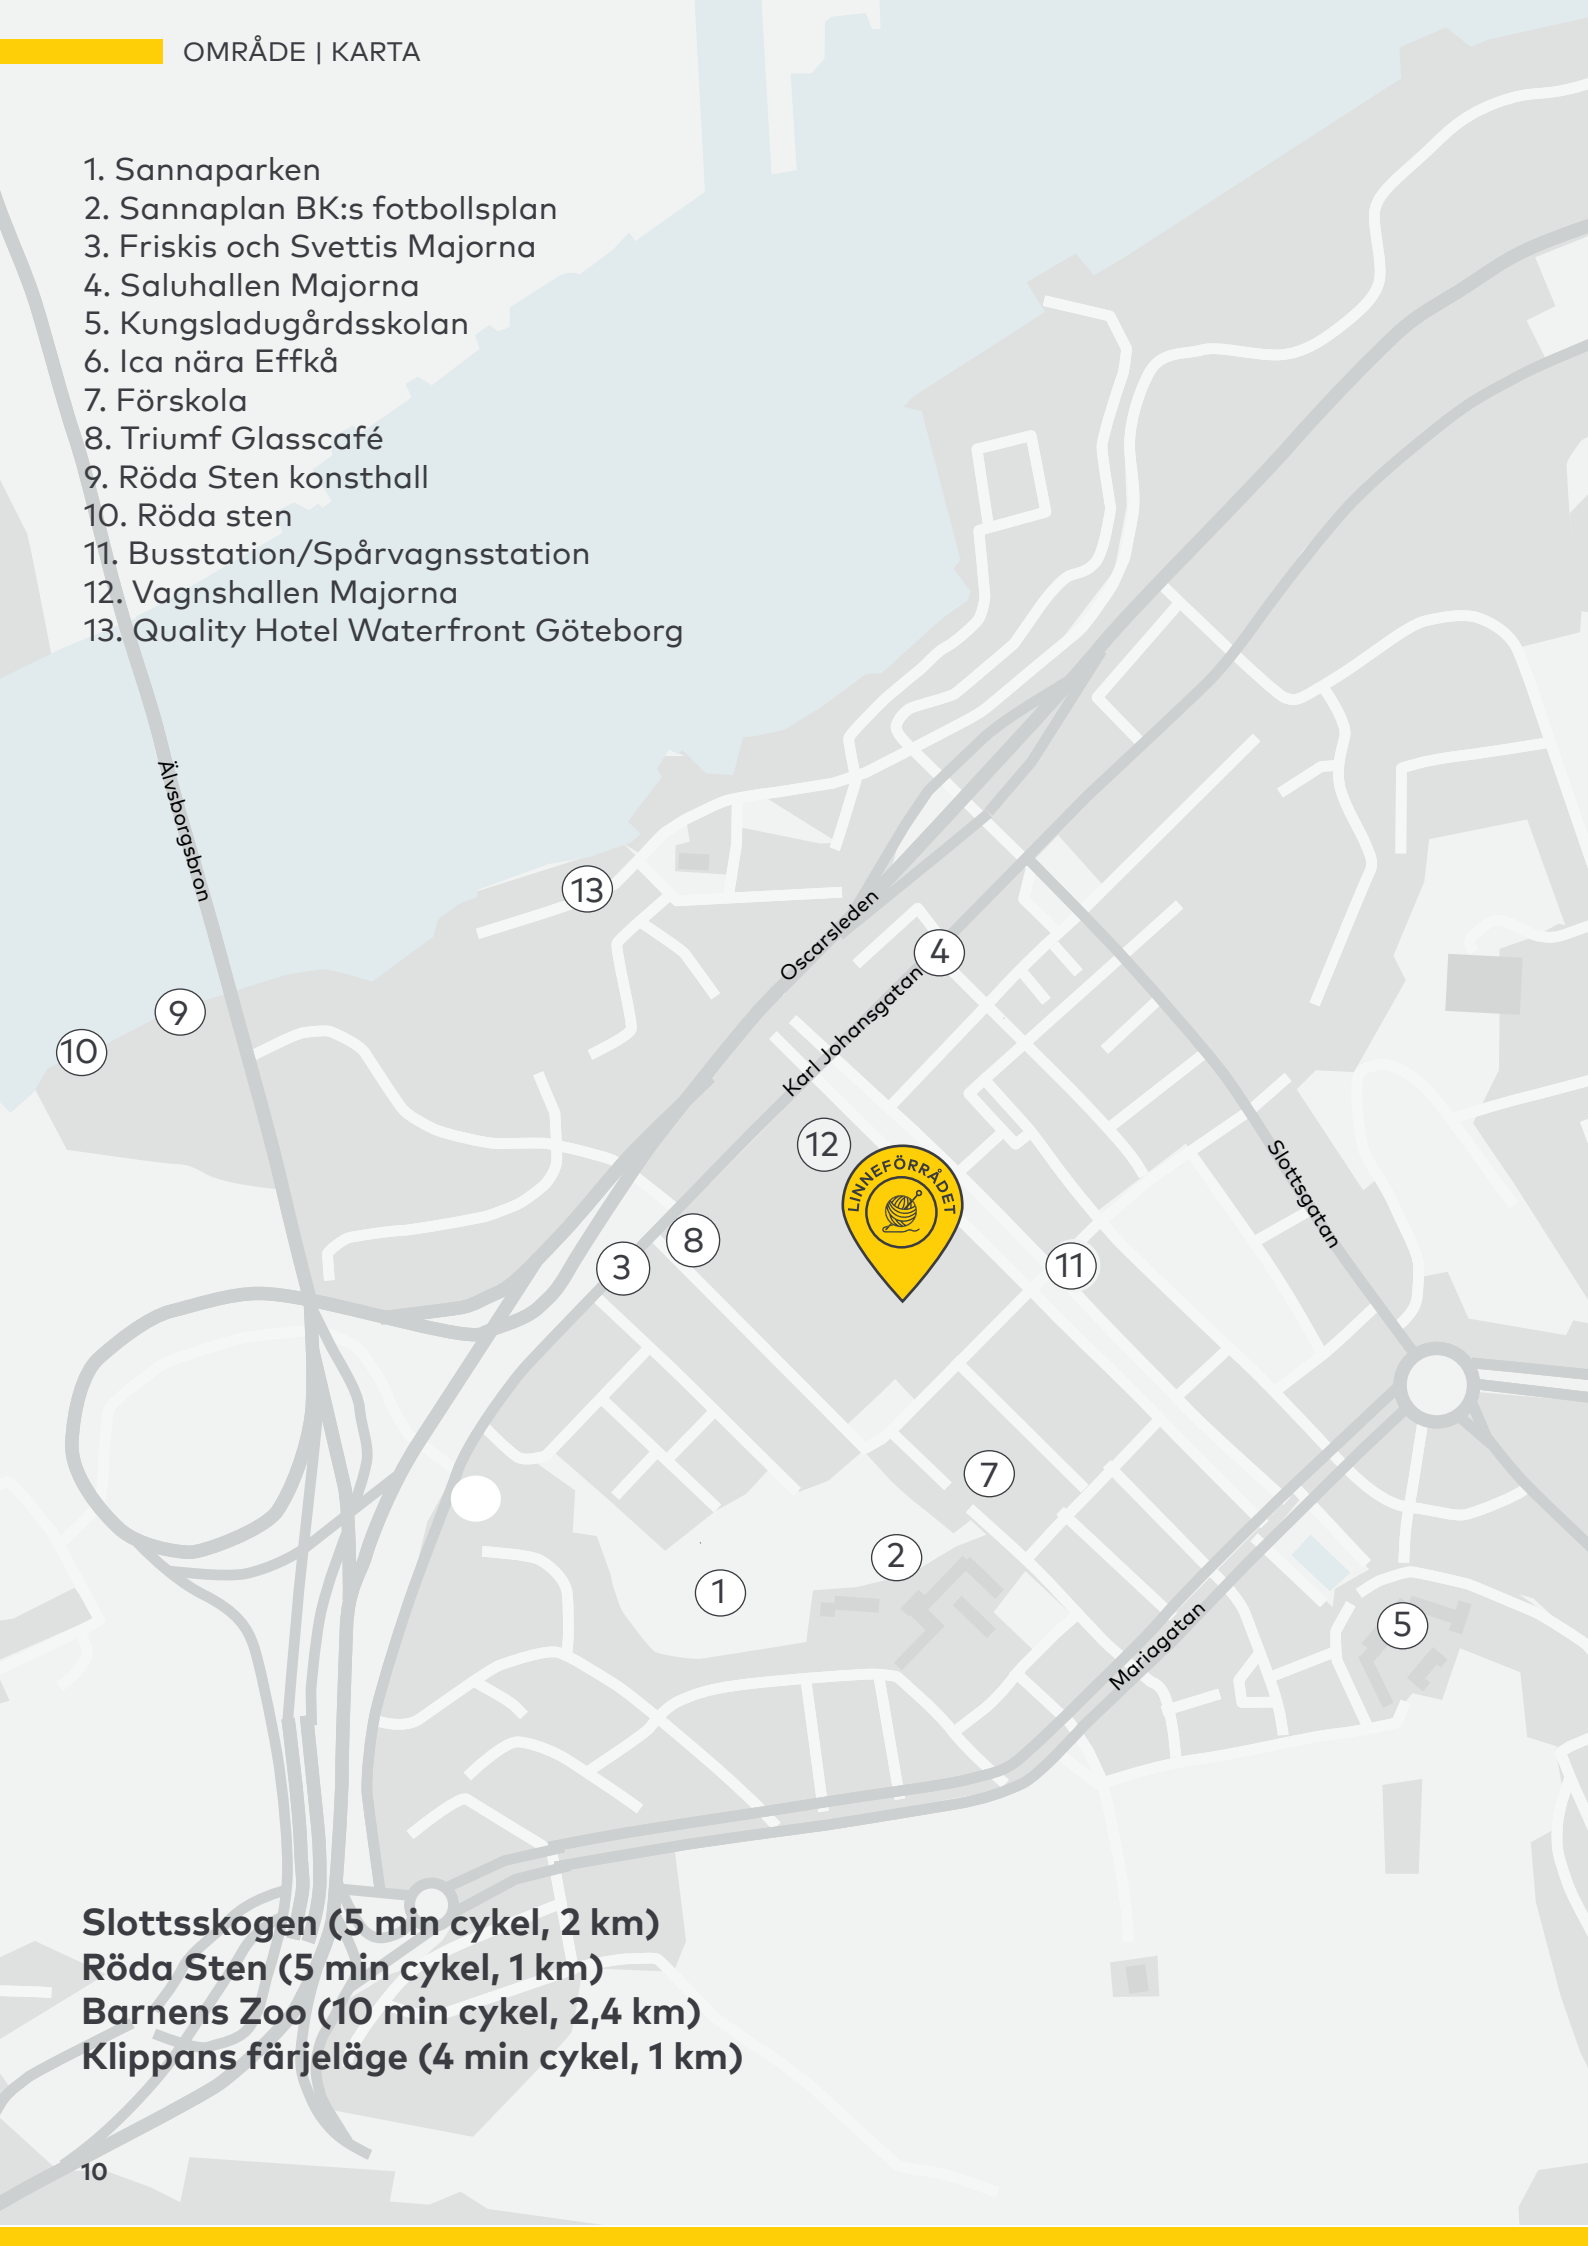 OMRÅDE | KARTA
1. Sannaparken
2. Sannaplan BK:s fotbollsplan
3. Friskis och Svettis Majorna
4. Saluhallen Majorna
5. Kungsladugårdsskolan
6. Ica nära Effkå
7. Förskola
8. Triumf Glasscafé
9. Röda Sten konsthall
10. Röda sten
11. Busstation/Spårvagnsstation
12. Vagnshallen Majorna
13. Quality Hotel Waterfront Göteborg
Älvsborgsbron
13
Oscarsleden
4
9
Karl Johansgatan
10
12
LINNEFÖRRÅDET
Slottsgatan
8
3
11
7
2
1
5
Mariagatan
Slottsskogen (5 min cykel, 2 km)
Röda Sten (5 min cykel, 1 km)
Barnens Zoo (10 min cykel, 2,4 km)
Klippans färjeläge (4 min cykel, 1 km)
10